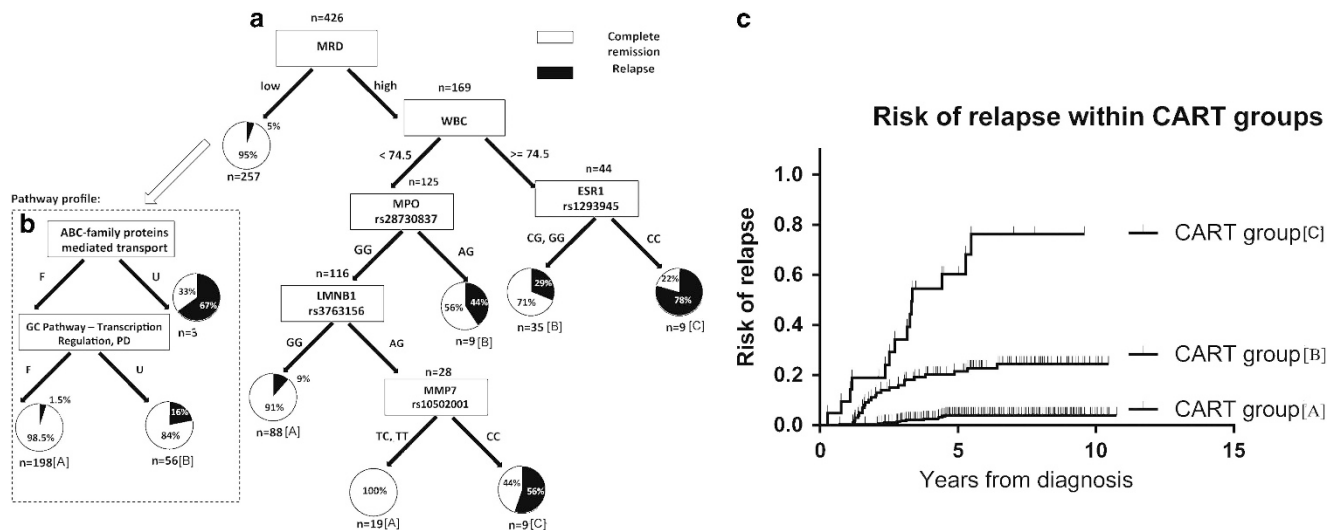 a
n=426
MRD
Complete
remission
Relapse
low
high
5%
95%
n=257
n=169
WBC
< 74.5
>= 74.5
n=125
MPO
rs28730837
n=44
ESR1
rs1293945
GG
AG
CG, GG
CC
n=116
LMNB1
rs3763156
56%
44%
n=9[B]
29%
71%
n=35[B]
22%
78%
n=9[C]
GG
AG
9%
91%
n=88[A]
n=28
MMP7
rs10502001
TC, TT
CC
100%
n=19[A]
44%
56%
n=9[C]
Pathway profile:
b
ABC-family proteins
mediated transport
F
U
33%
67%
n=3
GC Pathway – Transcription
Regulation, PD
F
U
1.5%
98.5%
n=198[A]
16%
84%
n=56[B]
c
Risk of relapse within CART groups
Risk of relapse
1.0
0.8
0.6
0.4
0.2
0.0
0
5
10
15
Years from diagnosis
CART group[C]
CART group[B]
CART group[A]